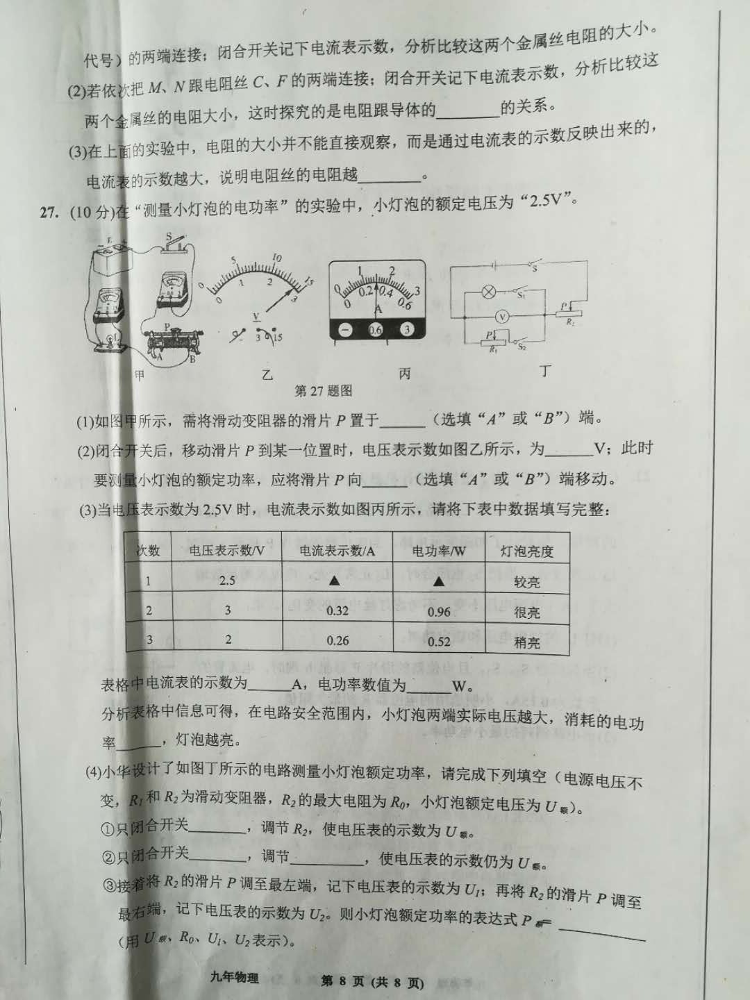 代号）的两端连接；闭合开关记下电流表示数，分析比较这两个金属丝电阻的大小。
(2)若依次把 M、N 跟电阻丝 C、F 的两端连接；闭合开关记下电流表示数，分析比较这
两个金属丝的电阻大小，这时探究的是电阻跟导体的________的关系。
(3)在上面的实验中，电阻的大小并不能直接观察，而是通过电流表的示数反映出来的，
电流表的示数越大，说明电阻丝的电阻越________。
27. (10 分)在“测量小灯泡的电功率”的实验中，小灯泡的额定电压为“2.5V”。
E S L P A B
0 5 10 15
0 1 2 3
V
- 3 15
0 1 2 3
0 0.2 0.4 0.6
A
- 0.6 3
S S₁ V P R₂ P R₁ S₂
甲 乙 丙 丁
第 27 题图
(1)如图甲所示，需将滑动变阻器的滑片 P 置于______（选填“A”或“B”）端。
(2)闭合开关后，移动滑片 P 到某一位置时，电压表示数如图乙所示，为______V；此时
要测量小灯泡的额定功率，应将滑片 P 向______（选填“A”或“B”）端移动。
(3)当电压表示数为 2.5V 时，电流表示数如图丙所示，请将下表中数据填写完整：
次数 电压表示数/V 电流表示数/A 电功率/W 灯泡亮度
1 2.5 ▲ ▲ 较亮
2 3 0.32 0.96 很亮
3 2 0.26 0.52 稍亮
表格中电流表的示数为______A，电功率数值为______W。
分析表格中信息可得，在电路安全范围内，小灯泡两端实际电压越大，消耗的电功
率______，灯泡越亮。
(4)小华设计了如图丁所示的电路测量小灯泡额定功率，请完成下列填空（电源电压不
变，R₁和 R₂为滑动变阻器，R₂的最大电阻为 R₀，小灯泡额定电压为 U额）。
①只闭合开关________，调节 R₂，使电压表的示数为 U额。
②只闭合开关________，调节__________，使电压表的示数仍为 U额。
③接着将 R₂的滑片 P 调至最左端，记下电压表的示数为 U₁；再将 R₂的滑片 P 调至
最右端，记下电压表的示数为 U₂。则小灯泡额定功率的表达式 P额=____________
（用 U额、R₀、U₁、U₂表示）。
九年物理 第 8 页 (共 8 页)